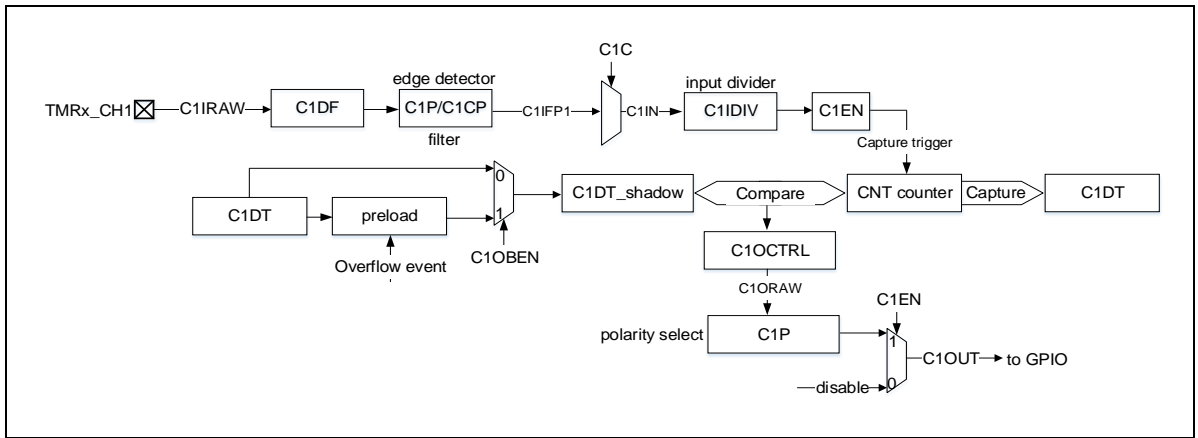 C1C
edge detector
input divider
TMRx_CH1
C1IRAW
C1DF
C1P/C1CP
C1IFP1
C1IN
C1IDIV
C1EN
filter
Capture trigger
0
C1DT
preload
1
C1DT_shadow
Compare
CNT counter
Capture
C1DT
C1OBEN
Overflow event
C1OCTRL
C1ORAW
C1EN
polarity select
C1P
1
C1OUT
to GPIO
disable
0